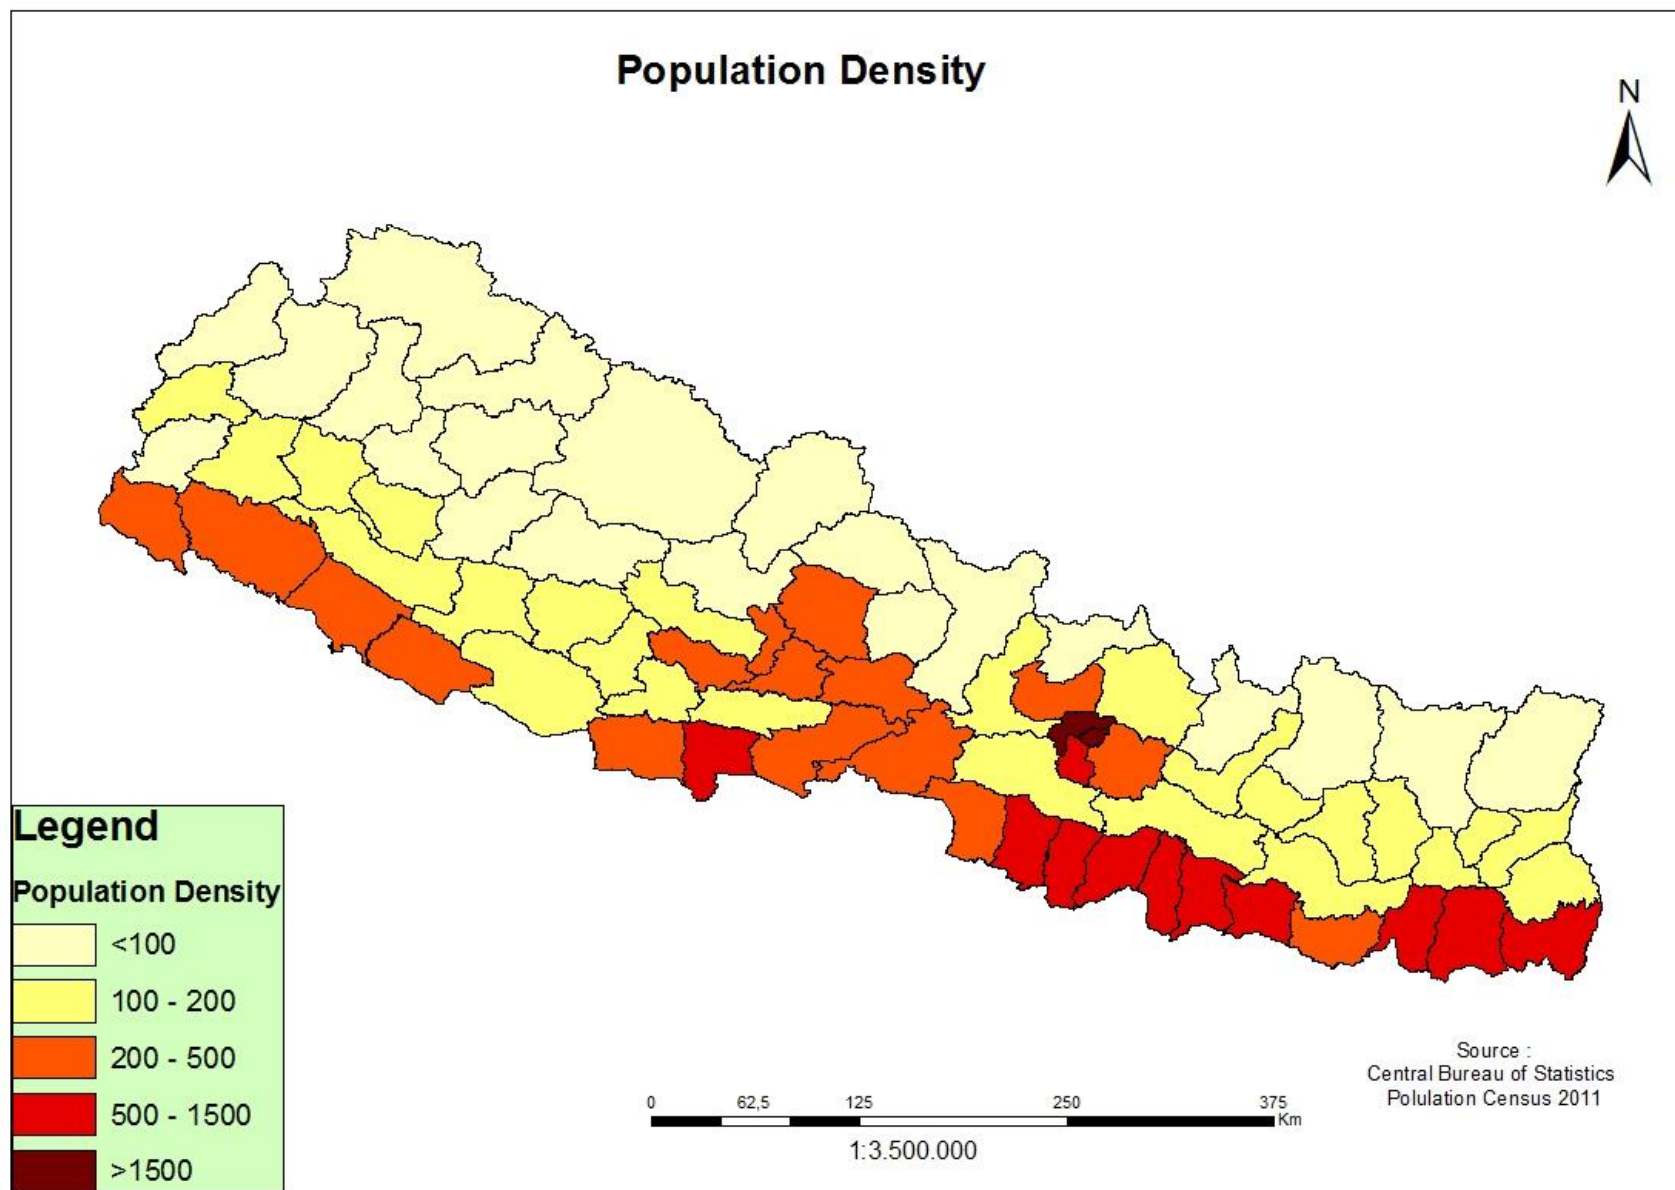 Population Density
N
Legend
Population Density
<100
100 - 200
200 - 500
500 - 1500
>1500
0 62,5 125 250 375
Km
1:3.500.000
Source :
Central Bureau of Statistics
Polulation Census 2011